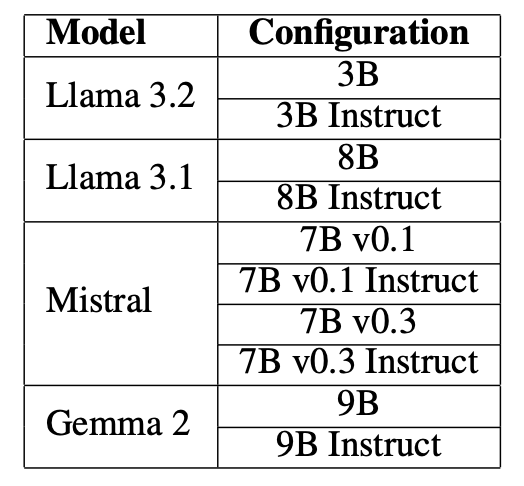 Model Configuration
Llama 3.2
3B
3B Instruct
Llama 3.1
8B
8B Instruct
Mistral
7B v0.1
7B v0.1 Instruct
7B v0.3
7B v0.3 Instruct
Gemma 2
9B
9B Instruct